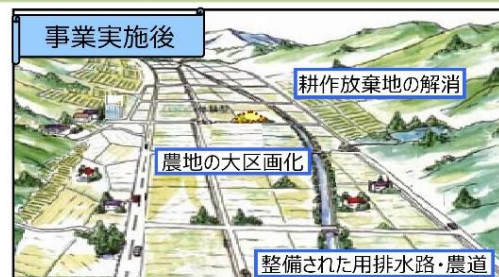 事業実施後
耕作放棄地の解消
農地の大区画化
整備された用排水路・農道